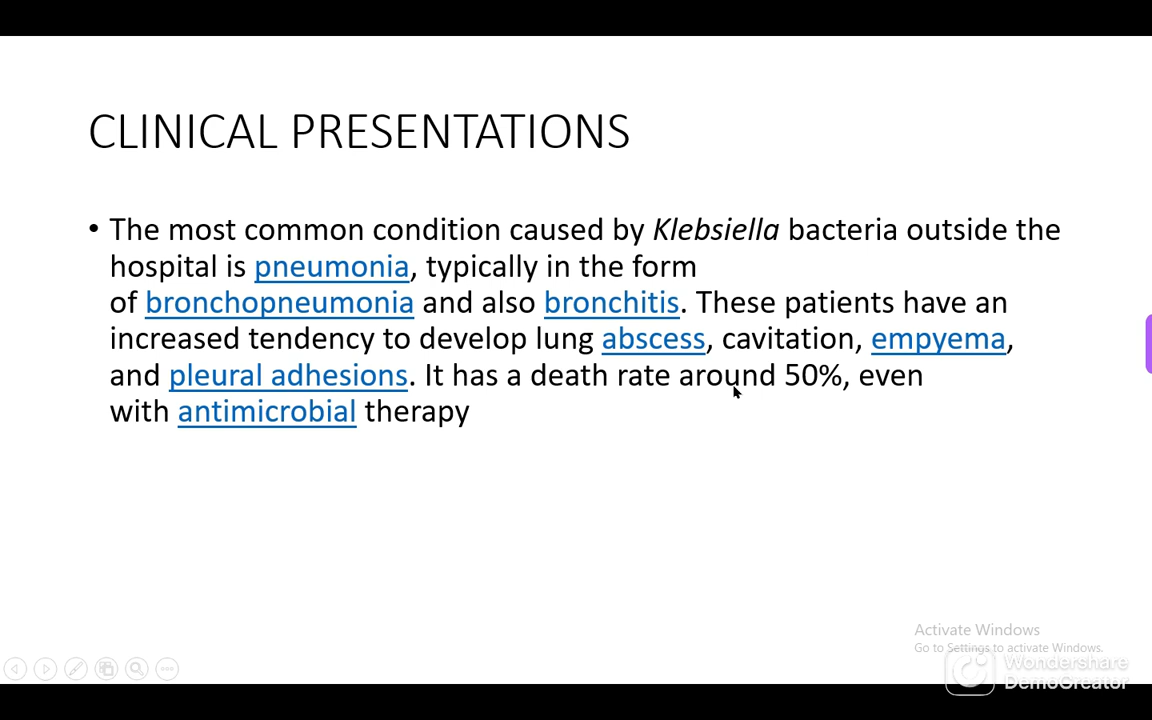 CLINICAL PRESENTATIONS
• The most common condition caused by Klebsiella bacteria outside the
hospital is pneumonia, typically in the form
of bronchopneumonia and also bronchitis. These patients have an
increased tendency to develop lung abscess, cavitation, empyema,
and pleural adhesions. It has a death rate around 50%, even
with antimicrobial therapy
Activate Windows
Go to Settings to activate Windows.
Wondershare
DemoCreator